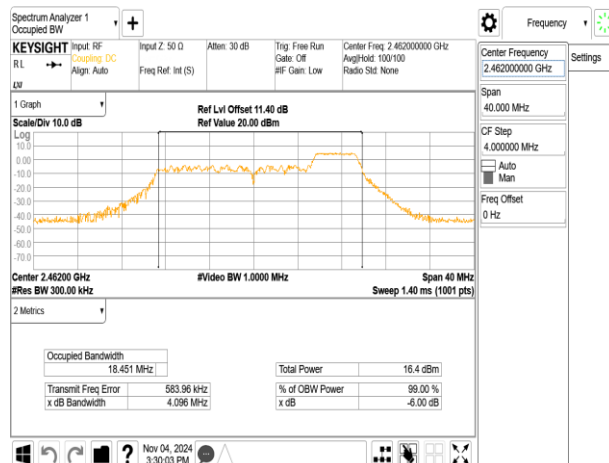 Spectrum Analyzer 1
Occupied BW
Frequency
KEYSIGHT
Input: RF
Input Z: 50 Ω
Atten: 30 dB
Trig: Free Run
Center Freq: 2.462000000 GHz
RL
Coupling: DC
Gate: Off
Avg|Hold: 100/100
Align: Auto
Freq Ref: Int (S)
#IF Gain: Low
Radio Std: None
LXI
Center Frequency
2.462000000 GHz
Settings
Span
40.000 MHz
CF Step
4.000000 MHz
Auto
Man
Freq Offset
0 Hz
1 Graph
Ref Lvl Offset 11.40 dB
Scale/Div 10.0 dB
Ref Value 20.00 dBm
Log
10.0
0.00
-10.0
-20.0
-30.0
-40.0
-50.0
-60.0
-70.0
Center 2.46200 GHz
#Video BW 1.0000 MHz
Span 40 MHz
#Res BW 300.00 kHz
Sweep 1.40 ms (1001 pts)
2 Metrics
Occupied Bandwidth
18.451 MHz
Total Power
16.4 dBm
Transmit Freq Error
583.96 kHz
% of OBW Power
99.00 %
x dB Bandwidth
4.096 MHz
x dB
-6.00 dB
?
Nov 04, 2024
3:30:03 PM